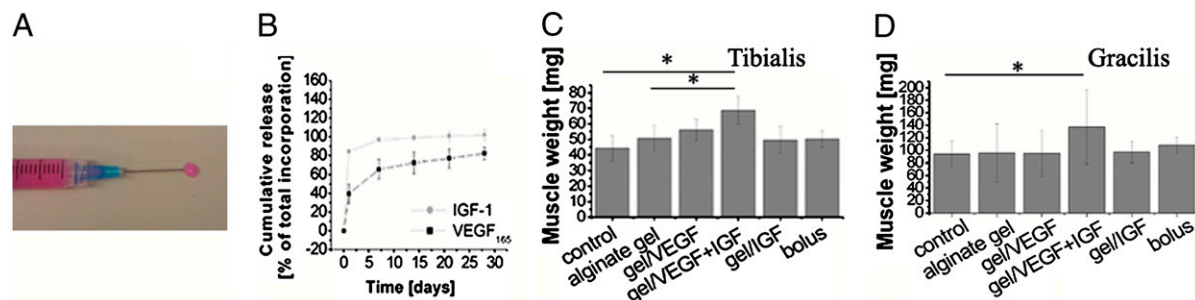 A
B
Cumulative release
[% of total incorporation]
160
140
120
100
80
60
40
20
0
-20
IGF-1
VEGF165
0 5 10 15 20 25 30
Time [days]
C
Muscle weight [mg]
80
70
60
50
40
30
20
10
0
* Tibialis
*
control
alginate gel
gel/VEGF
gel/VEGF+IGF
gel/IGF
bolus
D
Muscle weight [mg]
200
180
160
140
120
100
80
60
40
20
0
* Gracilis
control
alginate gel
gel/VEGF
gel/VEGF+IGF
gel/IGF
bolus